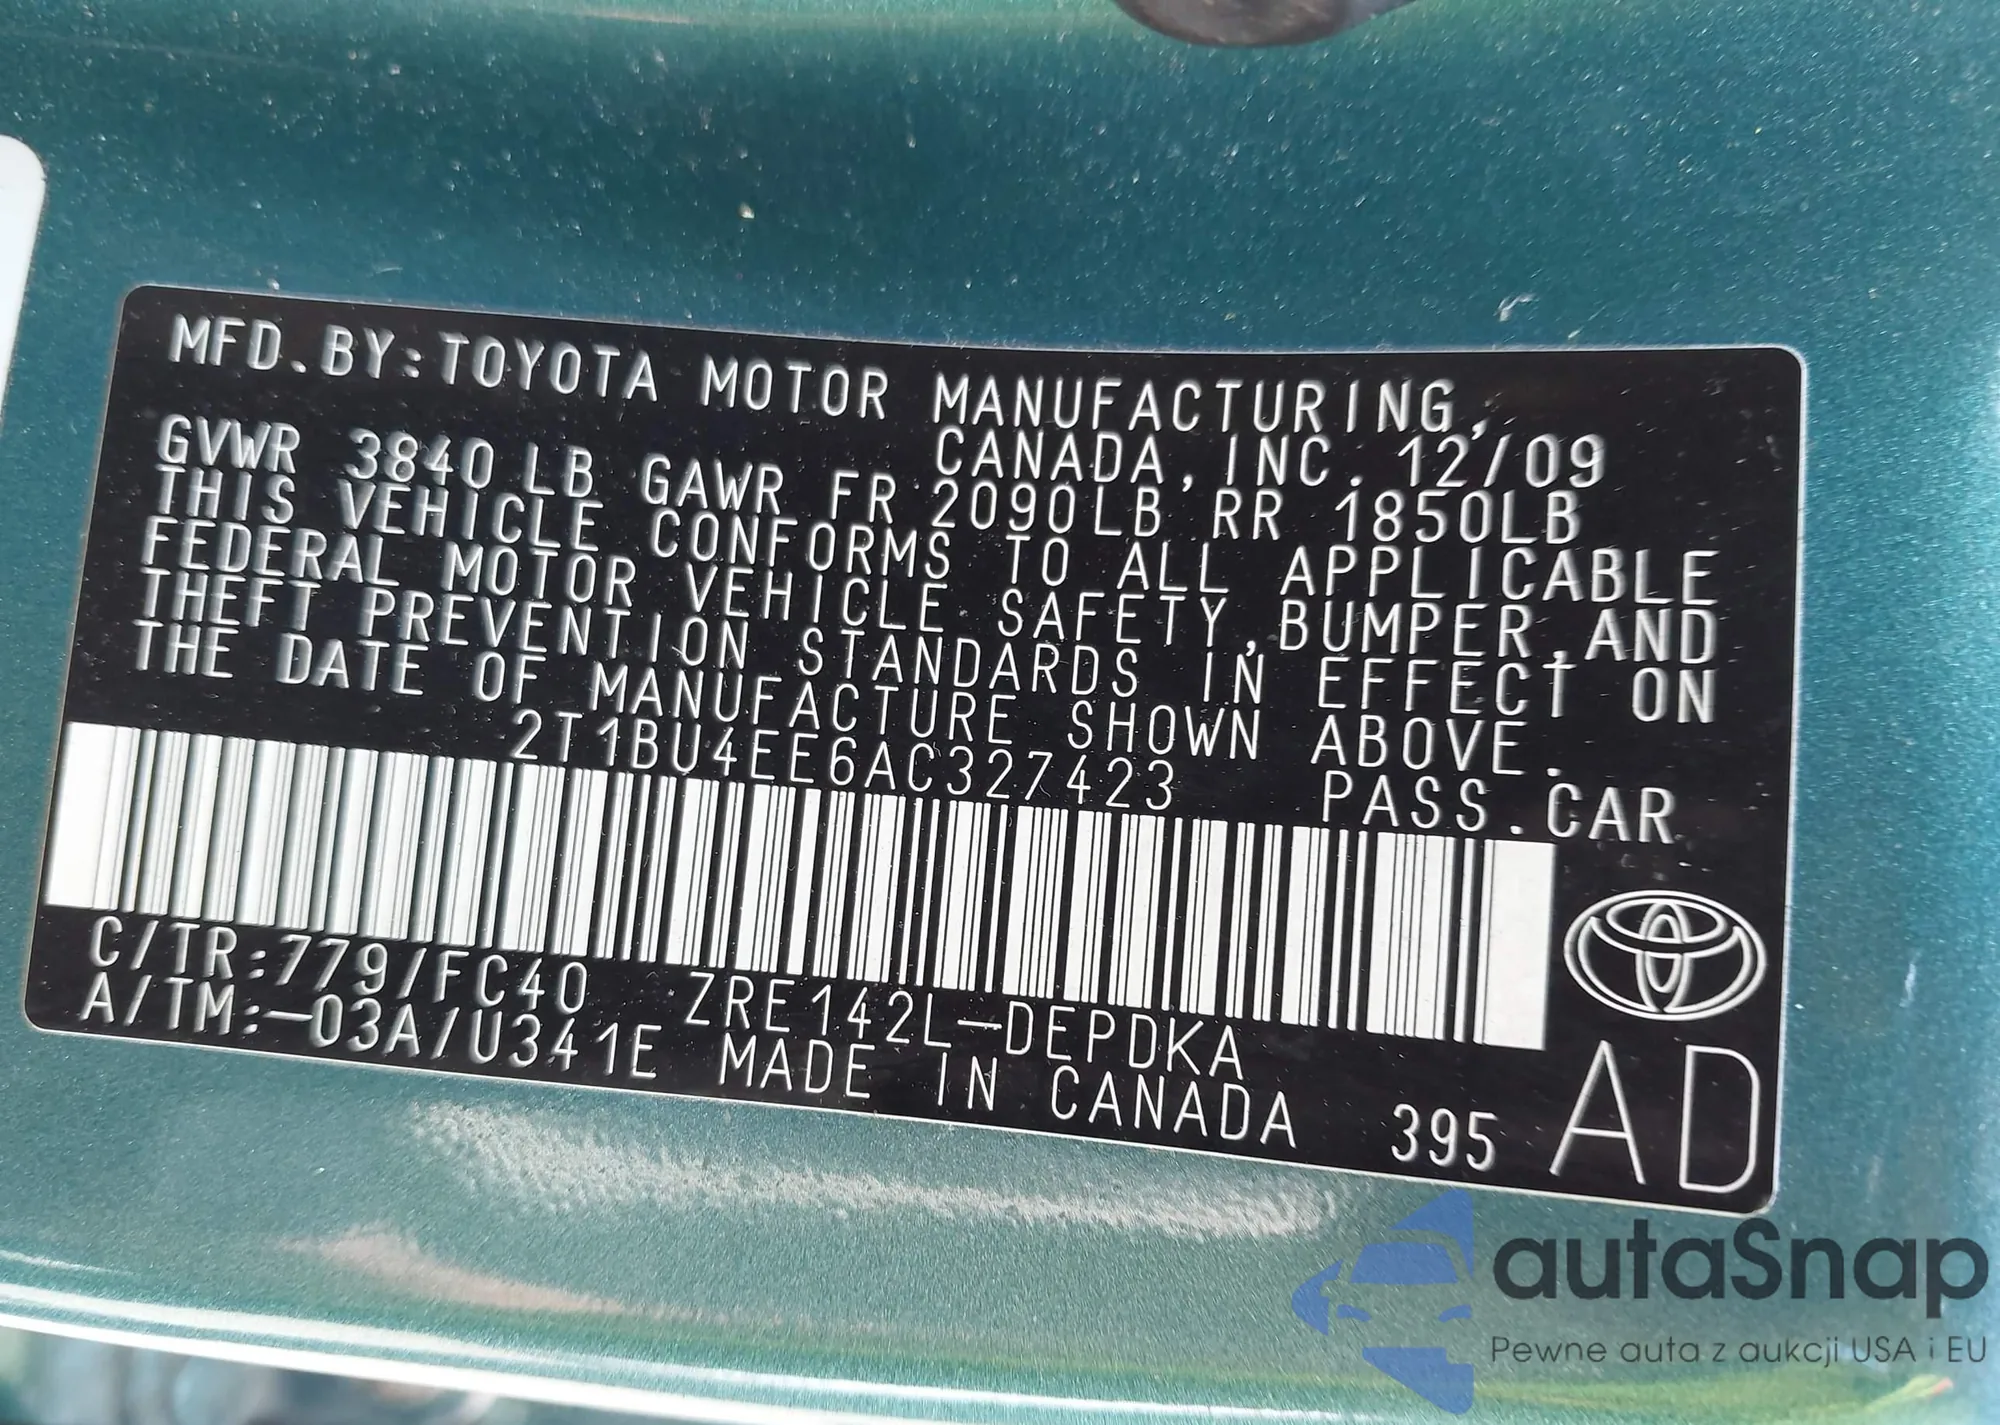 MFD.BY:TOYOTA MOTOR MANUFACTURING,
CANADA,INC. 12/09
GVWR 3840LB GAWR FR 2090LB RR 1850LB
THIS VEHICLE CONFORMS TO ALL APPLICABLE
FEDERAL MOTOR VEHICLE SAFETY,BUMPER,AND
THEFT PREVENTION STANDARDS IN EFFECT ON
THE DATE OF MANUFACTURE SHOWN ABOVE.
2T1BU4EE6AC327423 PASS.CAR
C/TR:779/FC40 ZRE142L-DEPDKA
A/TM:-03A/U341E MADE IN CANADA 395 AD
autaSnap
Pewne auta z aukcji USA i EU